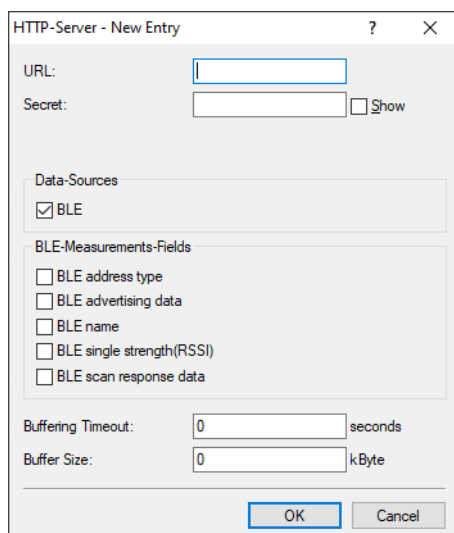 HTTP-Server - New Entry ?
URL:
Secret: Show
Data-Sources
BLE
BLE-Measurements-Fields
BLE address type
BLE advertising data
BLE name
BLE single strength(RSSI)
BLE scan response data
Buffering Timeout: 0 seconds
Buffer Size: 0 kByte
OK Cancel